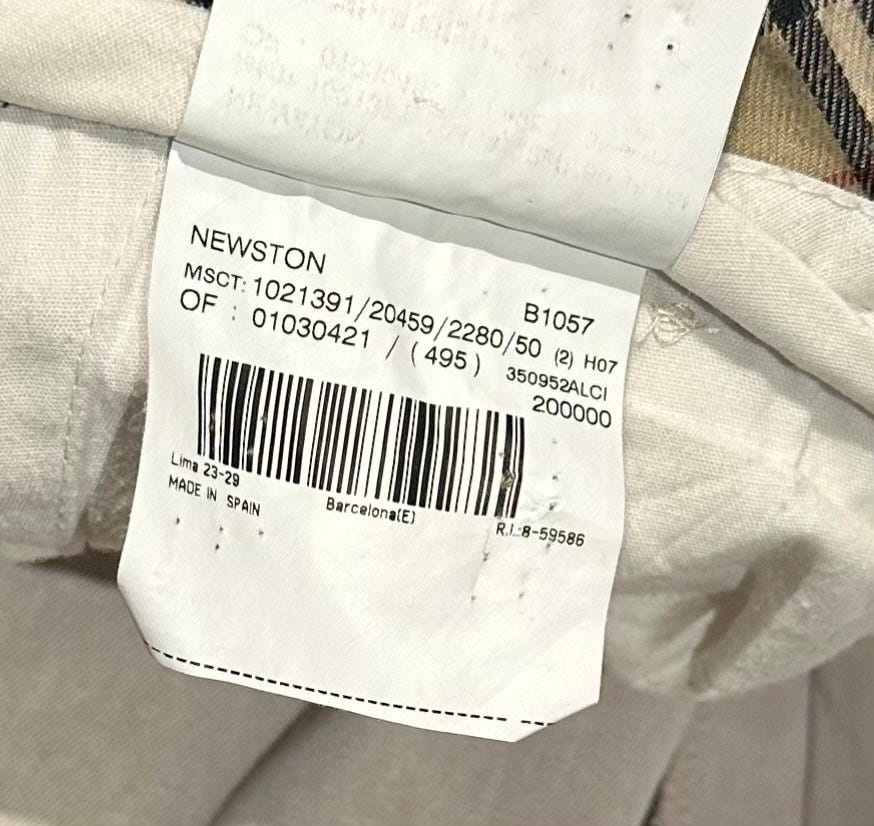 NEWSTON
B1057
MSCT: 1021391/20459/2280/50 (2) H07
OF : 01030421 / (495) 350952ALCI
200000
Lima 23-29
MADE IN SPAIN
Barcelona(E)
R.I.:8-59586